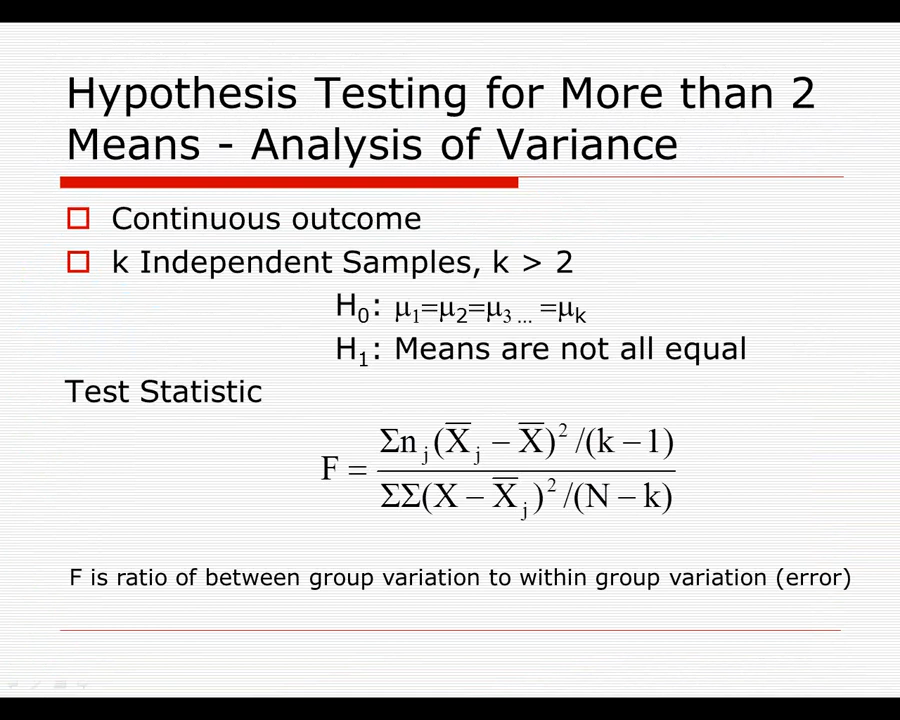 Hypothesis Testing for More than 2
Means - Analysis of Variance
Continuous outcome
k Independent Samples, k > 2
H₀: μ₁=μ₂=μ₃ ... =μₖ
H₁: Means are not all equal
Test Statistic
F = Σnⱼ(X̅ⱼ − X̅)² /(k − 1)
ΣΣ(X − X̅ⱼ)² /(N − k)
F is ratio of between group variation to within group variation (error)